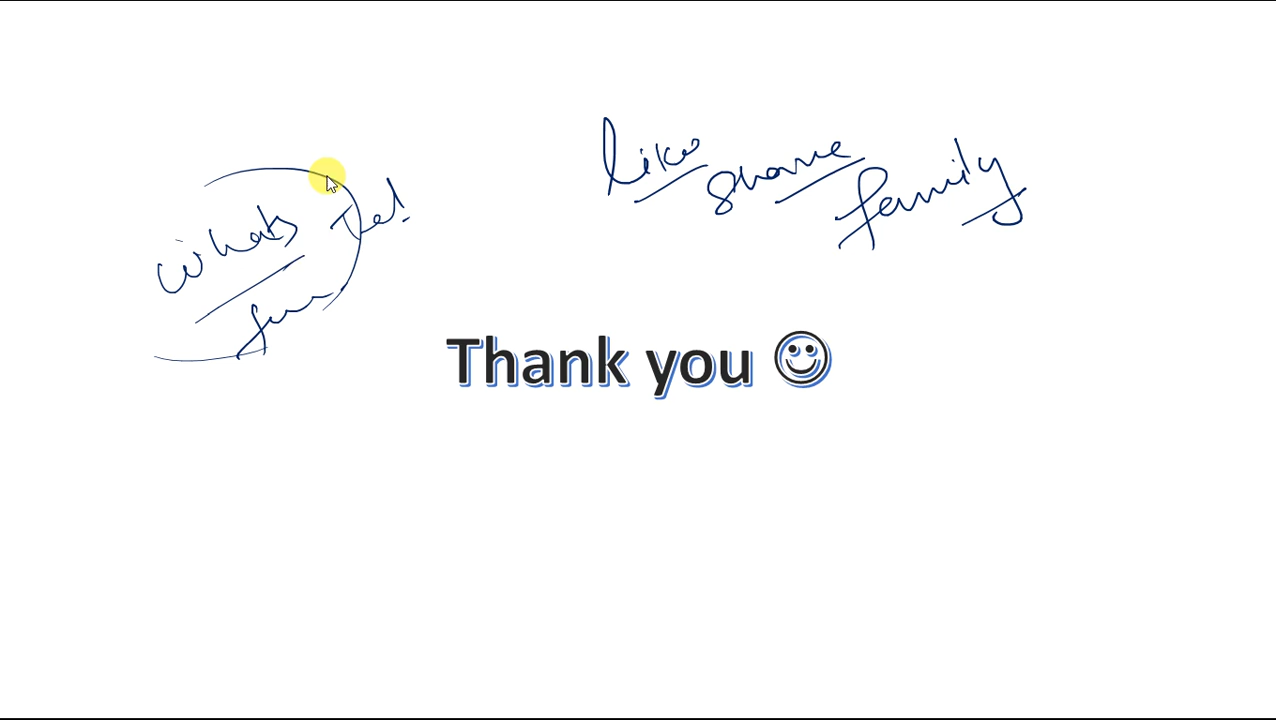 Whats Tel
like
share
family
Thank you ☺